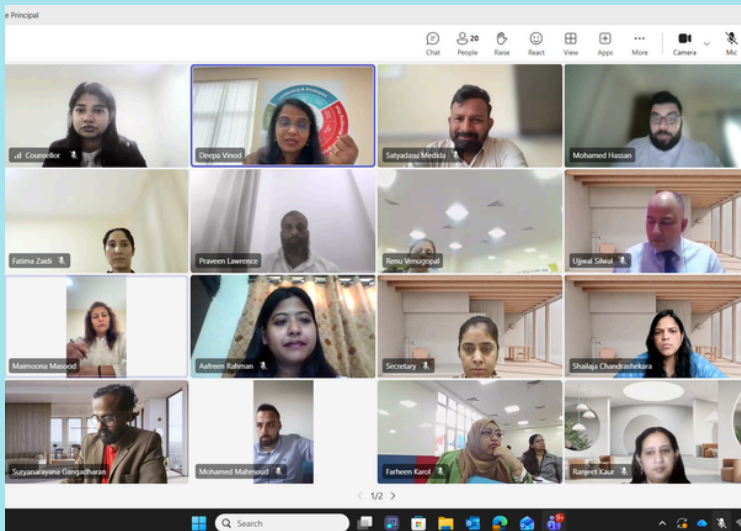 e Principal
20
Chat People Raise React View Apps More Camera Mic
Leadership & Strategies
Counsellor
Deepa Vinod
Satyadasu Medida
Mohamed Hassan
Fatima Zaidi
Praveen Lawrence
Renu Venugopal
Ujjwal Silwal
Maimoona Masood
Aafreen Rahman
Secretary
Shailaja Chandrashekara
Suryanarayana Gangadharan
Mohamed Mahmoud
Farheen Karol
Ranjeet Kaur
1/2
Search